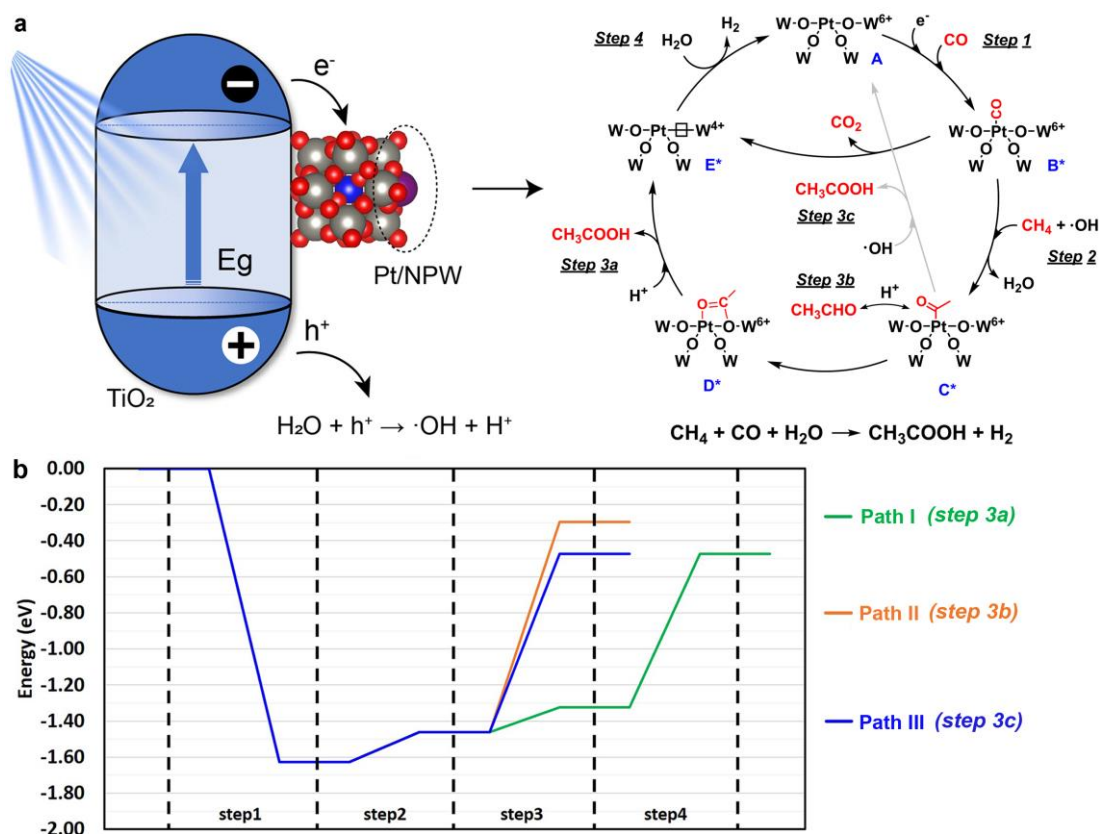 a
e⁻
Eg
Pt/NPW
h⁺
TiO₂
H₂O + h⁺ → ·OH + H⁺
Step 4
H₂O
H₂
W·O·Pt·O·W⁶⁺
O O
W W
A
e⁻
CO
Step 1
CO
W·O·Pt·O·W⁶⁺
O O
W W
B*
CO₂
W·O·Pt W⁴⁺
O O
W W
E*
CH₃COOH
Step 3c
·OH
CH₄ + ·OH
Step 2
H₂O
CH₃COOH
Step 3a
H⁺
Step 3b
CH₃CHO
H⁺
O
W·O·Pt·O·W⁶⁺
O O
W W
C*
O
W·O·Pt·O·W⁶⁺
O O
W W
D*
CH₄ + CO + H₂O → CH₃COOH + H₂
b
Energy (eV)
0.00
-0.20
-0.40
-0.60
-0.80
-1.00
-1.20
-1.40
-1.60
-1.80
-2.00
step1
step2
step3
step4
Path I (step 3a)
Path II (step 3b)
Path III (step 3c)